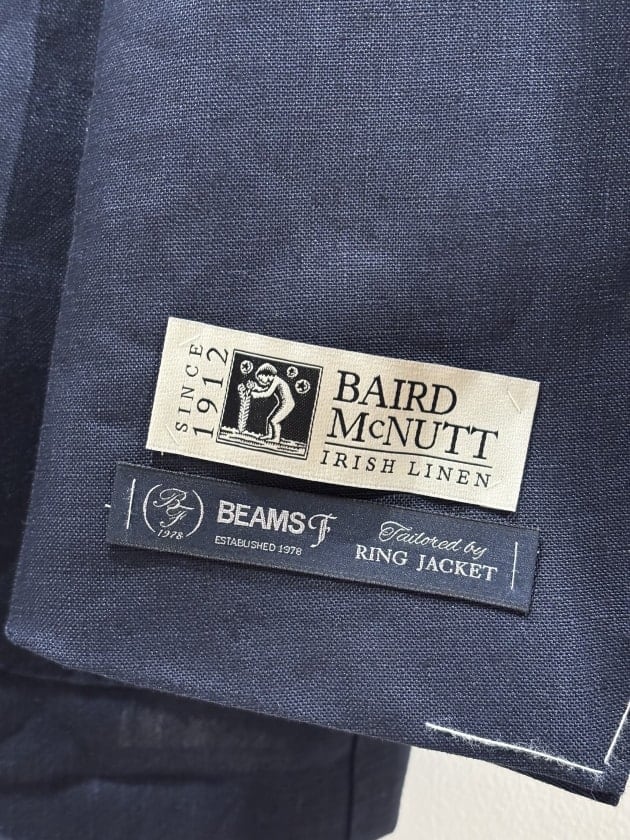 SINCE
1912
BAIRD
McNUTT
IRISH LINEN
BF
1978
BEAMS F
ESTABLISHED 1978
Tailored by
RING JACKET